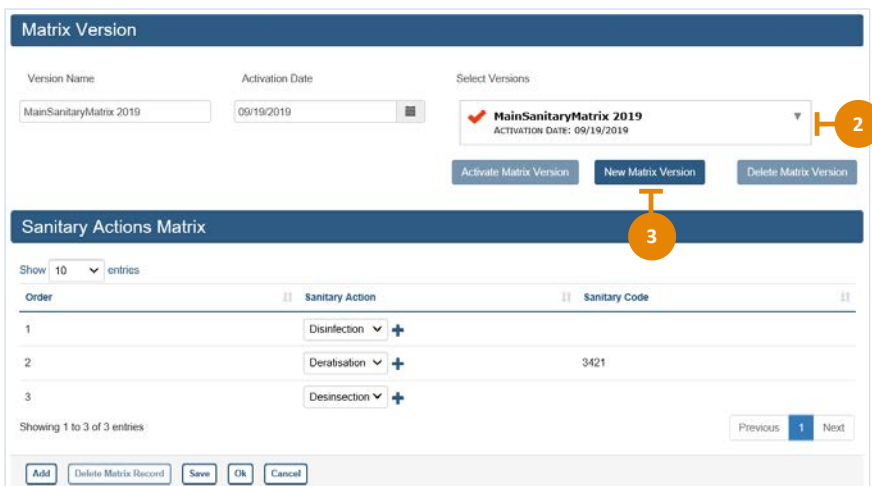 Matrix Version
Version Name Activation Date Select Versions
MainSanitaryMatrix 2019 09/19/2019 MainSanitaryMatrix 2019
ACTIVATION DATE: 09/19/2019
2
Activate Matrix Version New Matrix Version Delete Matrix Version
3
Sanitary Actions Matrix
Show 10 entries
Order Sanitary Action Sanitary Code
1 Disinfection
2 Deratisation 3421
3 Desinsection
Showing 1 to 3 of 3 entries Previous 1 Next
Add Delete Matrix Record Save Ok Cancel